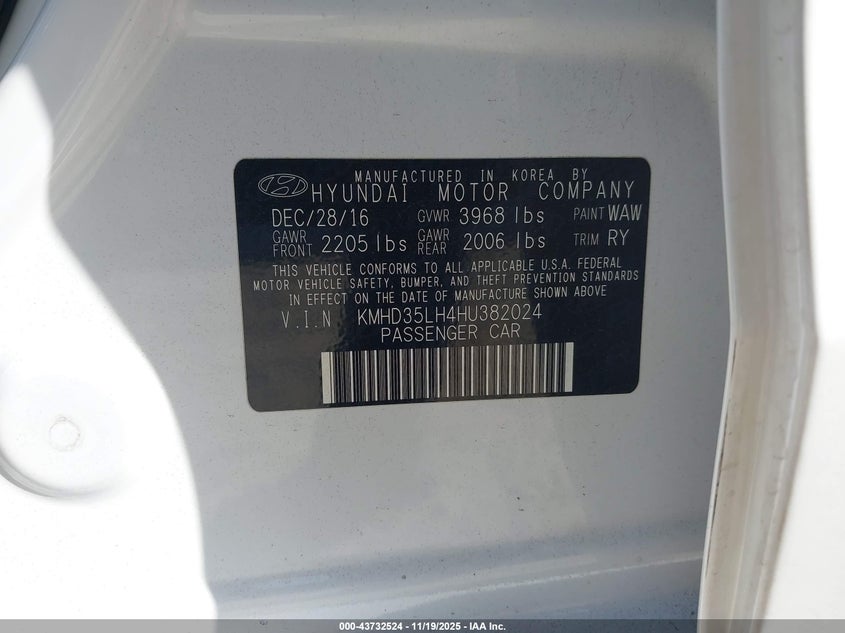 MANUFACTURED IN KOREA BY
HYUNDAI MOTOR COMPANY
DEC/28/16 GVWR 3968 lbs PAINT WAW
GAWR FRONT 2205 lbs GAWR REAR 2006 lbs TRIM RY
THIS VEHICLE CONFORMS TO ALL APPLICABLE U.S.A. FEDERAL
MOTOR VEHICLE SAFETY, BUMPER, AND THEFT PREVENTION STANDARDS
IN EFFECT ON THE DATE OF MANUFACTURE SHOWN ABOVE
V.I.N. KMHD35LH4HU382024
PASSENGER CAR
000-43732524 - 11/19/2025 - IAA Inc.